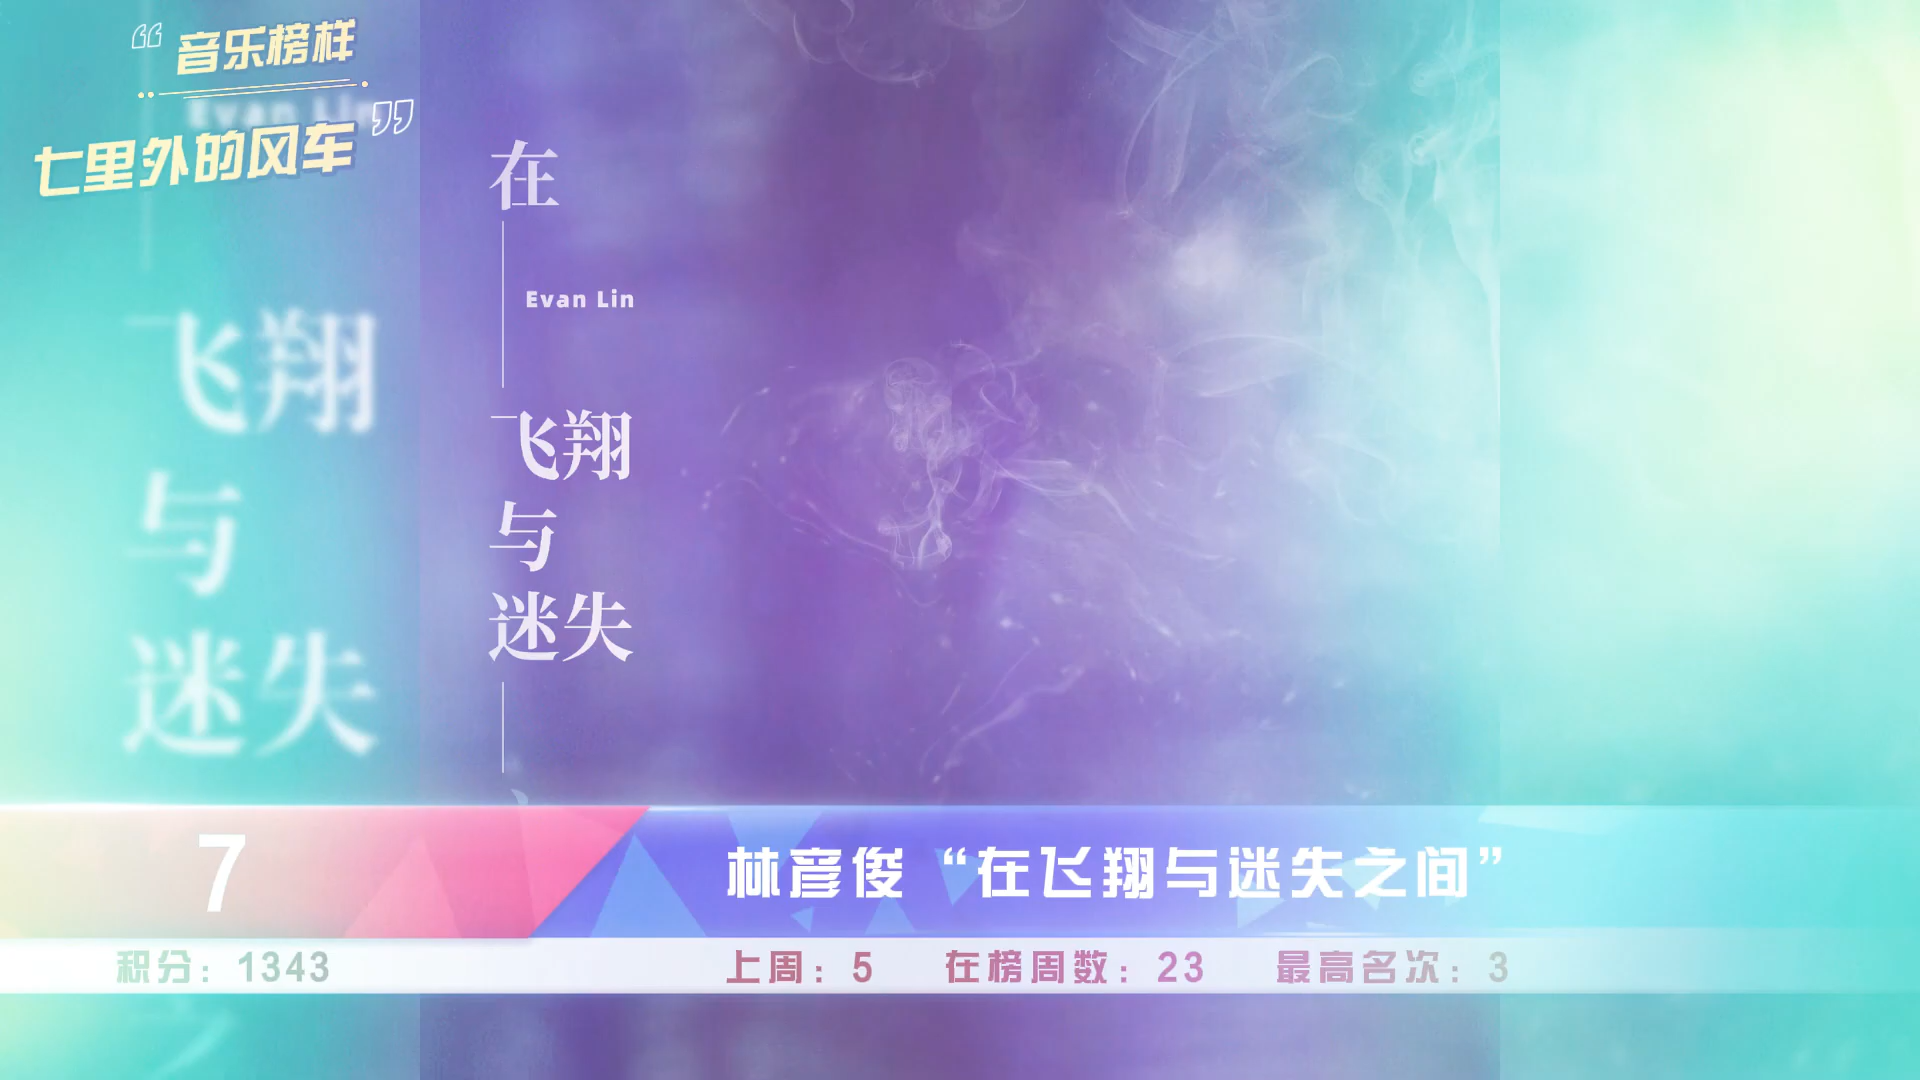 音乐榜样
七里外的风车
Evan Lin
飞翔
与
迷失
在
Evan Lin
飞翔
与
迷失
7
林彦俊“在飞翔与迷失之间”
积分：1343
上周：5 在榜周数：23 最高名次：3